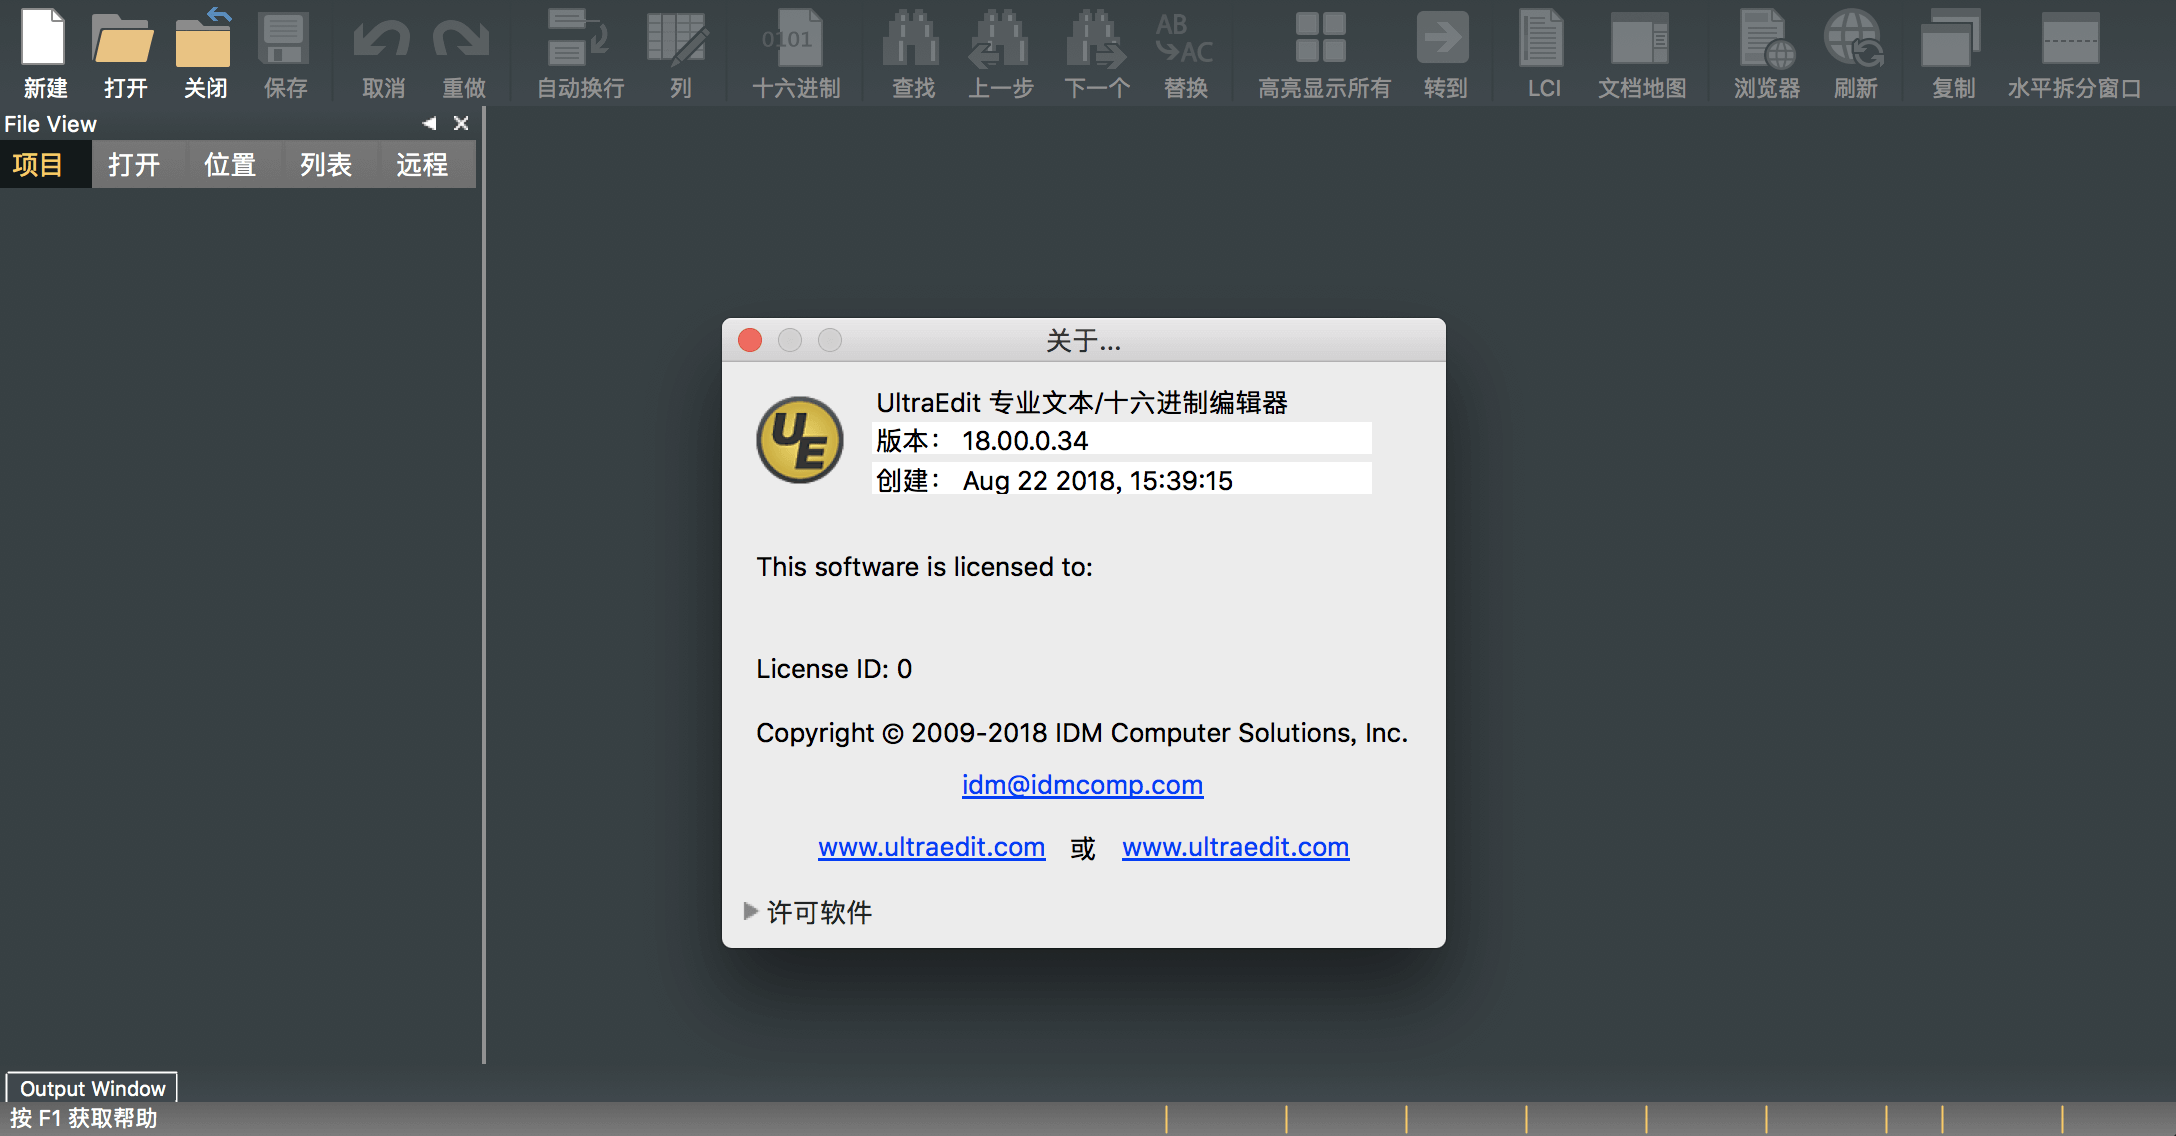 0101
AB
AC
新建 打开 关闭 保存 取消 重做 自动换行 列 十六进制 查找 上一步 下一个 替换 高亮显示所有 转到 LCI 文档地图 浏览器 刷新 复制 水平拆分窗口
File View
项目 打开 位置 列表 远程
关于...
UE
UltraEdit 专业文本/十六进制编辑器
版本： 18.00.0.34
创建： Aug 22 2018, 15:39:15
This software is licensed to:
License ID: 0
Copyright © 2009-2018 IDM Computer Solutions, Inc.
idm@idmcomp.com
www.ultraedit.com 或 www.ultraedit.com
许可软件
Output Window
按 F1 获取帮助